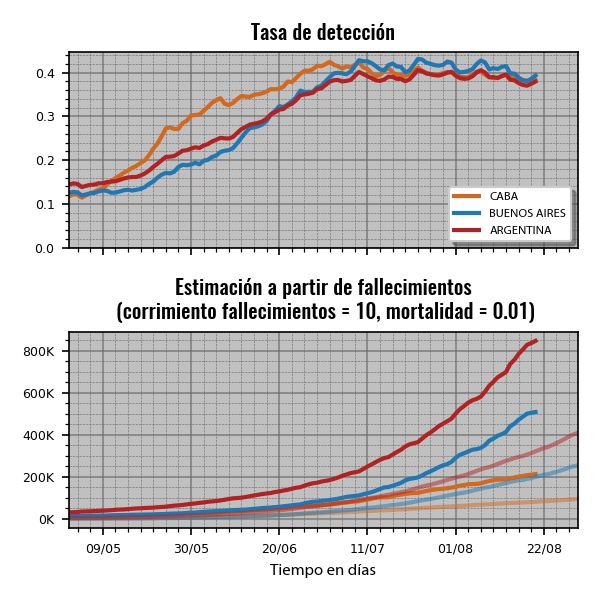 Tasa de detección
0.4
0.3
0.2
0.1
0.0
CABA
BUENOS AIRES
ARGENTINA
Estimación a partir de fallecimientos
(corrimiento fallecimientos = 10, mortalidad = 0.01)
800K
600K
400K
200K
0K
09/05 30/05 20/06 11/07 01/08 22/08
Tiempo en días